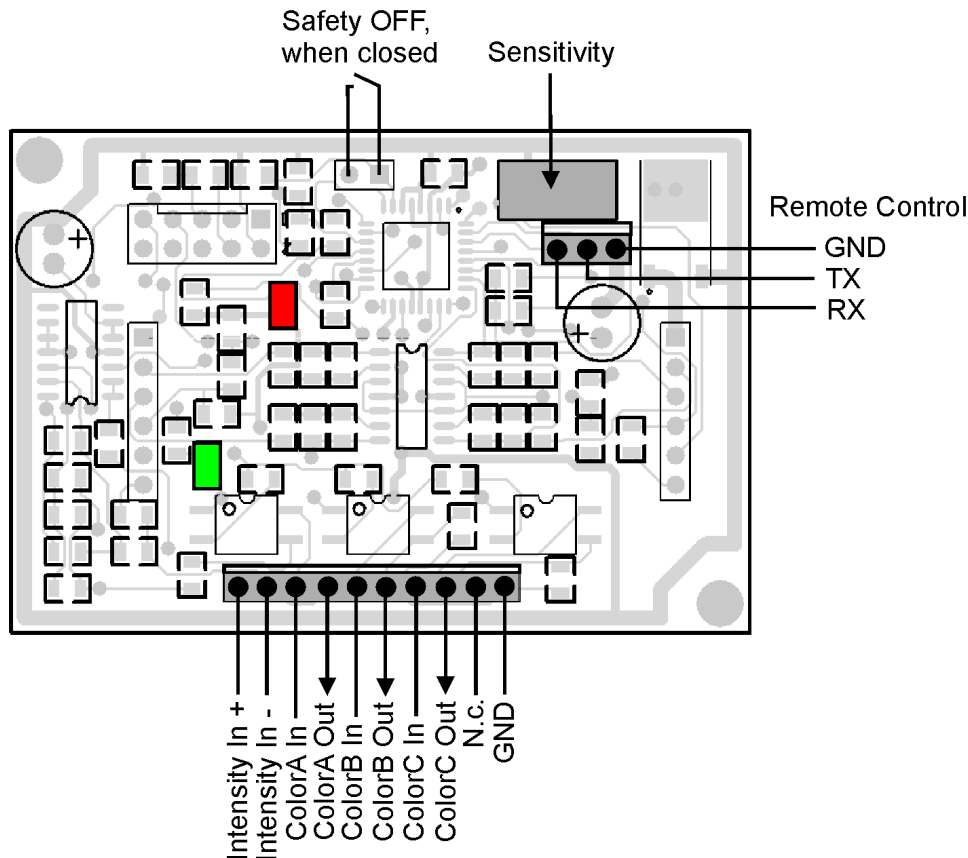 Safety OFF,
when closed
Sensitivity
Remote Control
GND
TX
RX
+
+
Intensity In +
Intensity In -
ColorA In
ColorA Out
ColorB In
ColorB Out
ColorC In
ColorC Out
N.c.
GND